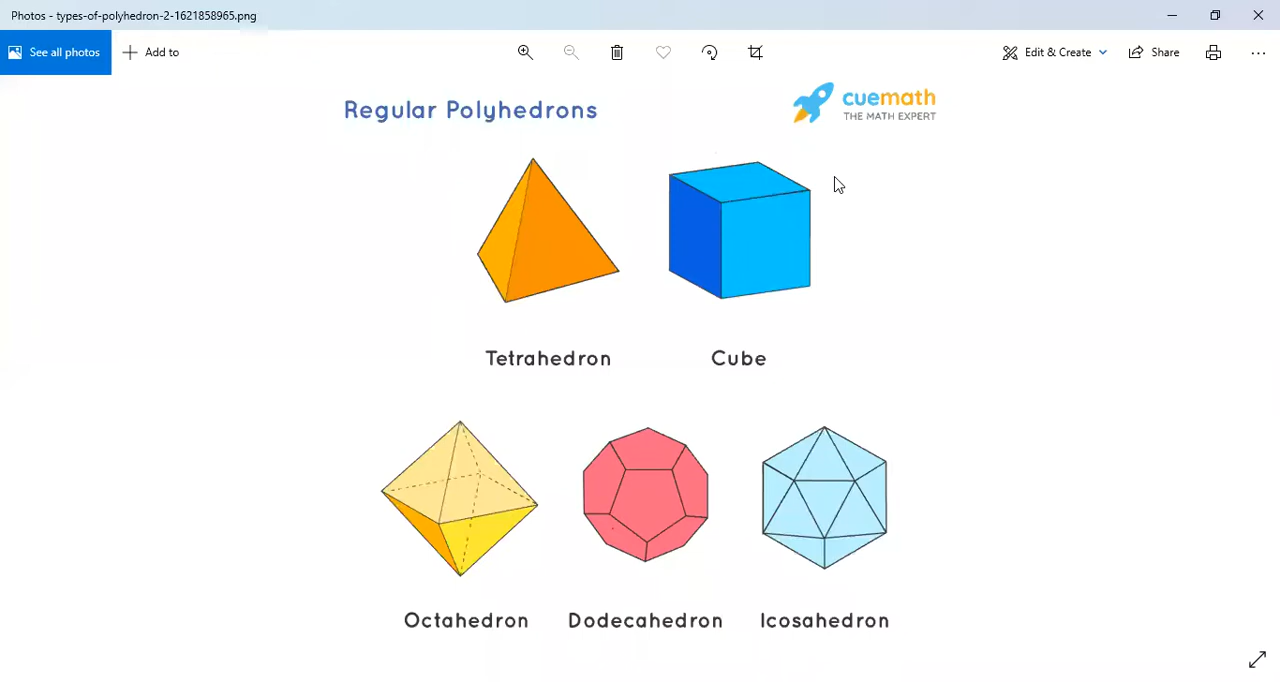 Photos - types-of-polyhedron-2-1621858965.png
See all photos
Add to
Edit & Create
Share
Regular Polyhedrons
cuemath
THE MATH EXPERT
Tetrahedron
Cube
Octahedron
Dodecahedron
Icosahedron